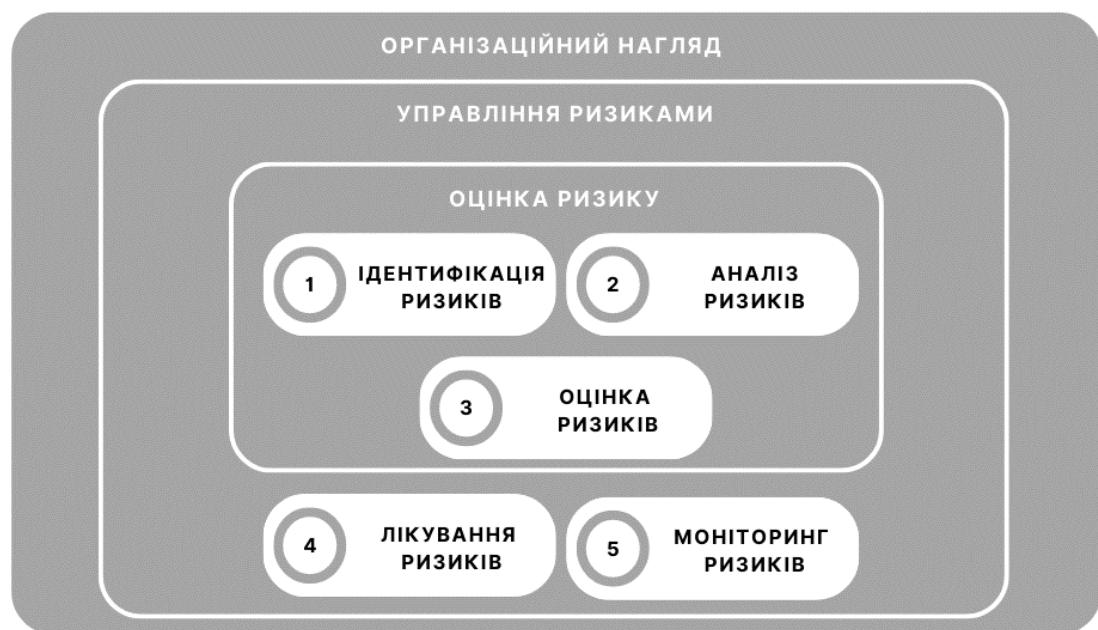 ОРГАНІЗАЦІЙНИЙ НАГЛЯД
УПРАВЛІННЯ РИЗИКАМИ
ОЦІНКА РИЗИКУ
1
ІДЕНТИФІКАЦІЯ
РИЗИКІВ
2
АНАЛІЗ
РИЗИКІВ
3
ОЦІНКА
РИЗИКІВ
4
ЛІКУВАННЯ
РИЗИКІВ
5
МОНІТОРИНГ
РИЗИКІВ